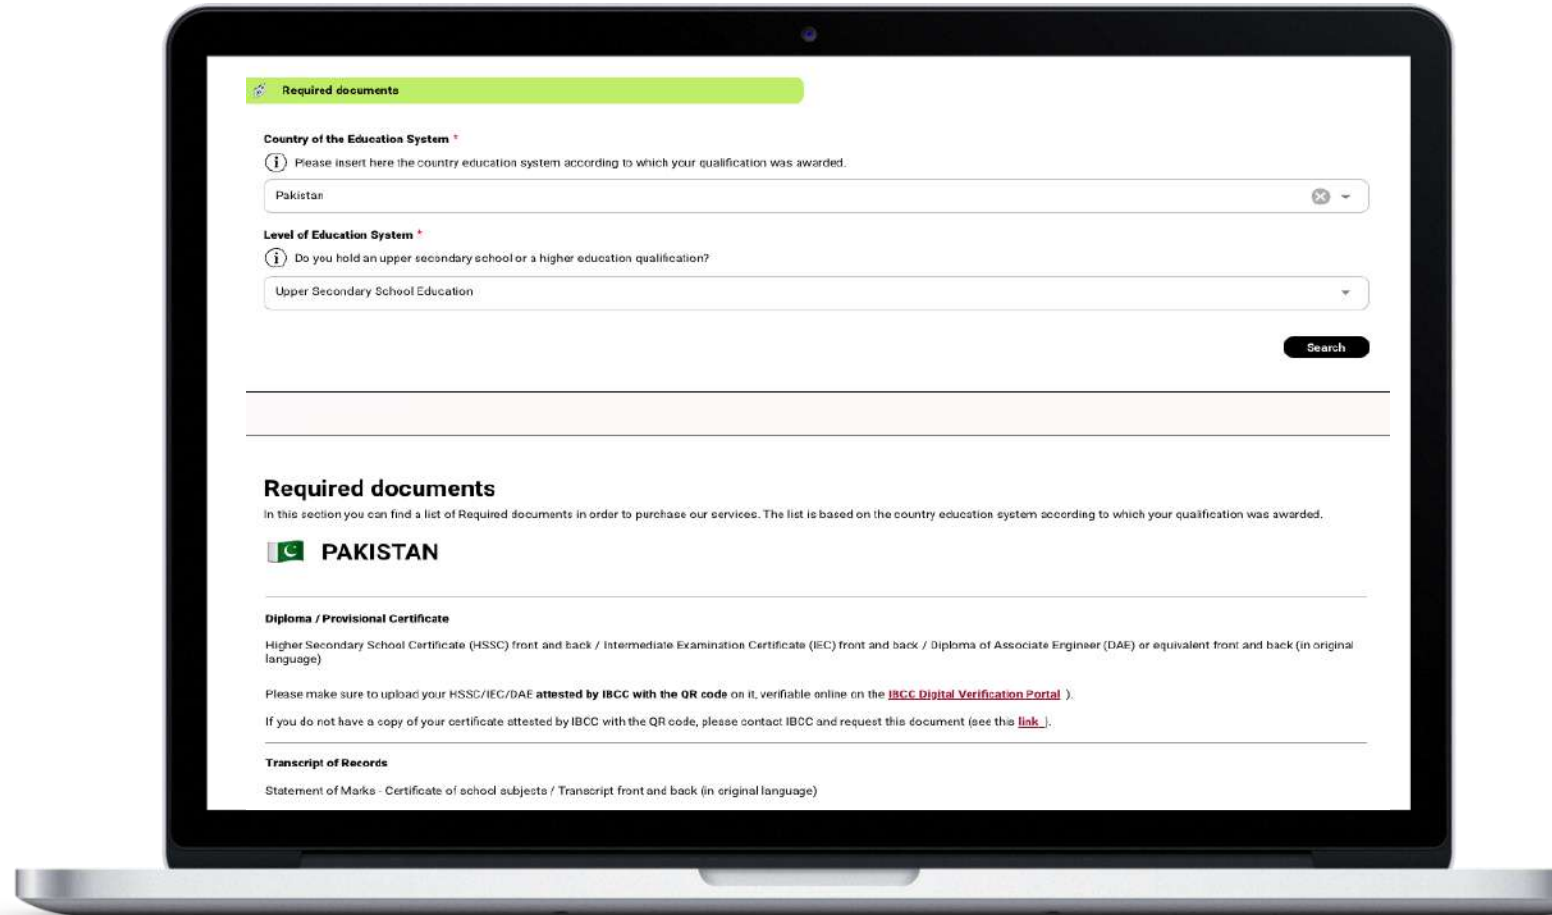 Required documents
Country of the Education System *
Please insert here the country education system according to which your qualification was awarded.
Pakistan
Level of Education System *
Do you hold an upper secondary school or a higher education qualification?
Upper Secondary School Education
Search
Required documents
In this section you can find a list of Required documents in order to purchase our services. The list is based on the country education system according to which your qualification was awarded.
PAKISTAN
Diploma / Provisional Certificate
Higher Secondary School Certificate (HSSC) front and back / Intermediate Examination Certificate (IEC) front and back / Diploma of Associate Engineer (DAE) or equivalent front and back (in original
language)
Please make sure to upload your HSSC/IEC/DAE attested by IBCC with the QR code on it, verifiable online on the IBCC Digital Verification Portal ).
If you do not have a copy of your certificate attested by IBCC with the QR code, please contact IBCC and request this document (see this link ).
Transcript of Records
Statement of Marks - Certificate of school subjects / Transcript front and back (in original language)